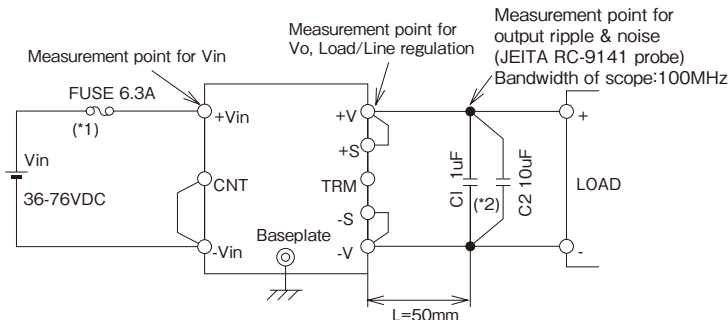 Measurement point for
output ripple & noise
(JEITA RC-9141 probe)
Bandwidth of scope:100MHz
Measurement point for
Vo, Load/Line regulation
Measurement point for Vin
FUSE 6.3A
(*1)
+Vin
+V
+
+S
Vin
36-76VDC
CNT
TRM
C1 1uF
(*2)
C2 10uF
LOAD
-S
Baseplate
-Vin
-V
-
L=50mm